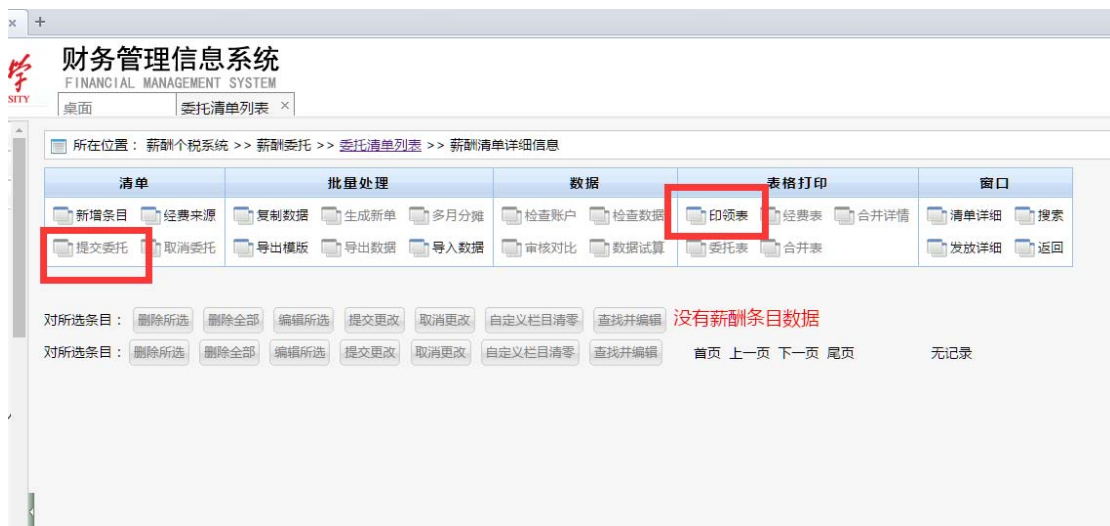 × +
学
SITY
财务管理信息系统
FINANCIAL MANAGEMENT SYSTEM
桌面 委托清单列表 ×
所在位置： 薪酬个税系统 >> 薪酬委托 >> 委托清单列表 >> 薪酬清单详细信息
清单 批量处理 数据 表格打印 窗口
新增条目 经费来源 复制数据 生成新单 多月分摊 检查账户 检查数据 印领表 经费表 合并详情 清单详细 搜索
提交委托 取消委托 导出模版 导出数据 导入数据 审核对比 数据试算 委托表 合并表 发放详细 返回
对所选条目： 删除所选 删除全部 编辑所选 提交更改 取消更改 自定义栏目清零 查找并编辑 没有薪酬条目数据
对所选条目： 删除所选 删除全部 编辑所选 提交更改 取消更改 自定义栏目清零 查找并编辑 首页 上一页 下一页 尾页 无记录